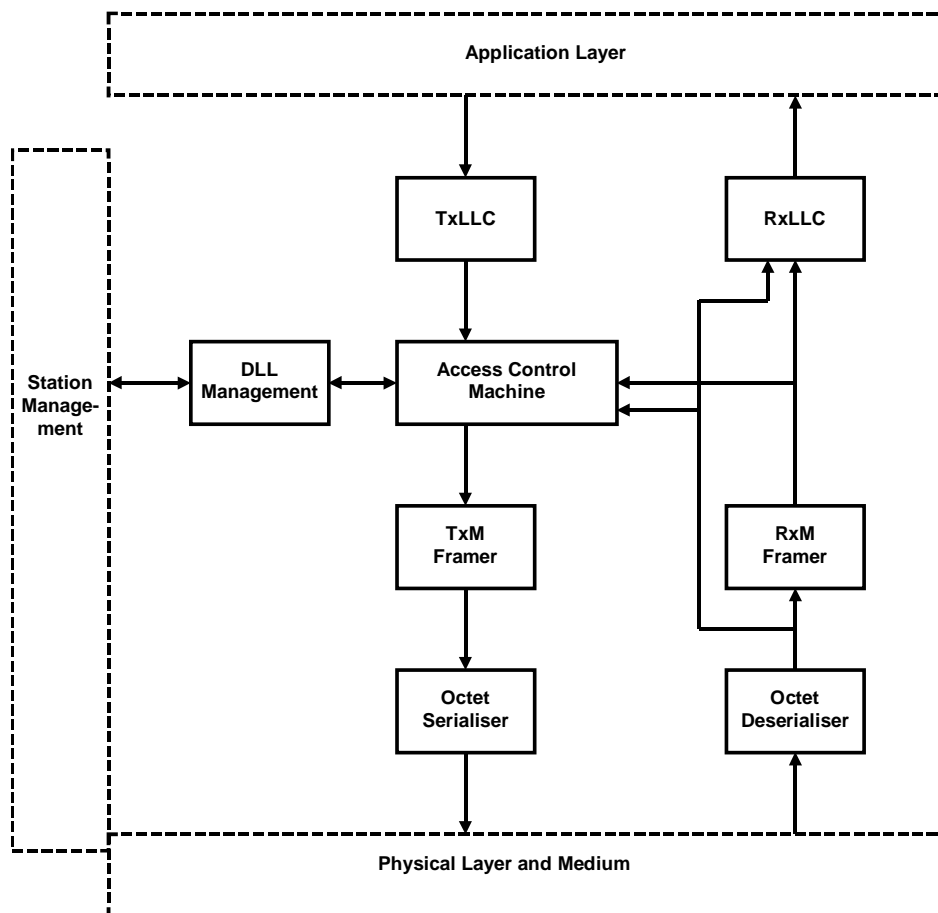 Application Layer
TxLLC
RxLLC
Station
Manage-
ment
DLL
Management
Access Control
Machine
TxM
Framer
RxM
Framer
Octet
Serialiser
Octet
Deserialiser
Physical Layer and Medium